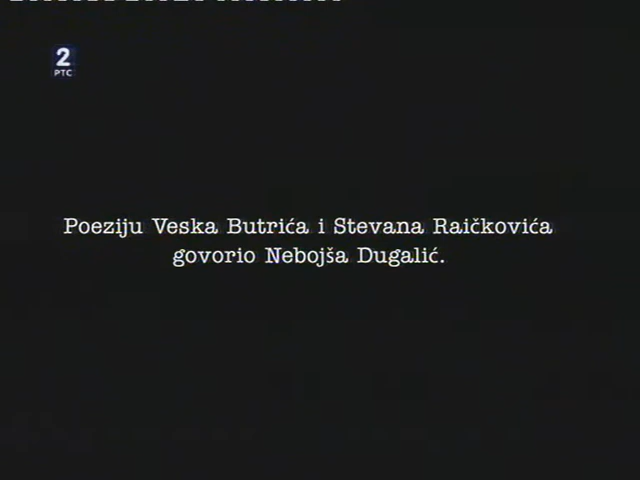 2
РТС
Poeziju Veska Butrića i Stevana Raičkovića
govorio Nebojša Dugalić.